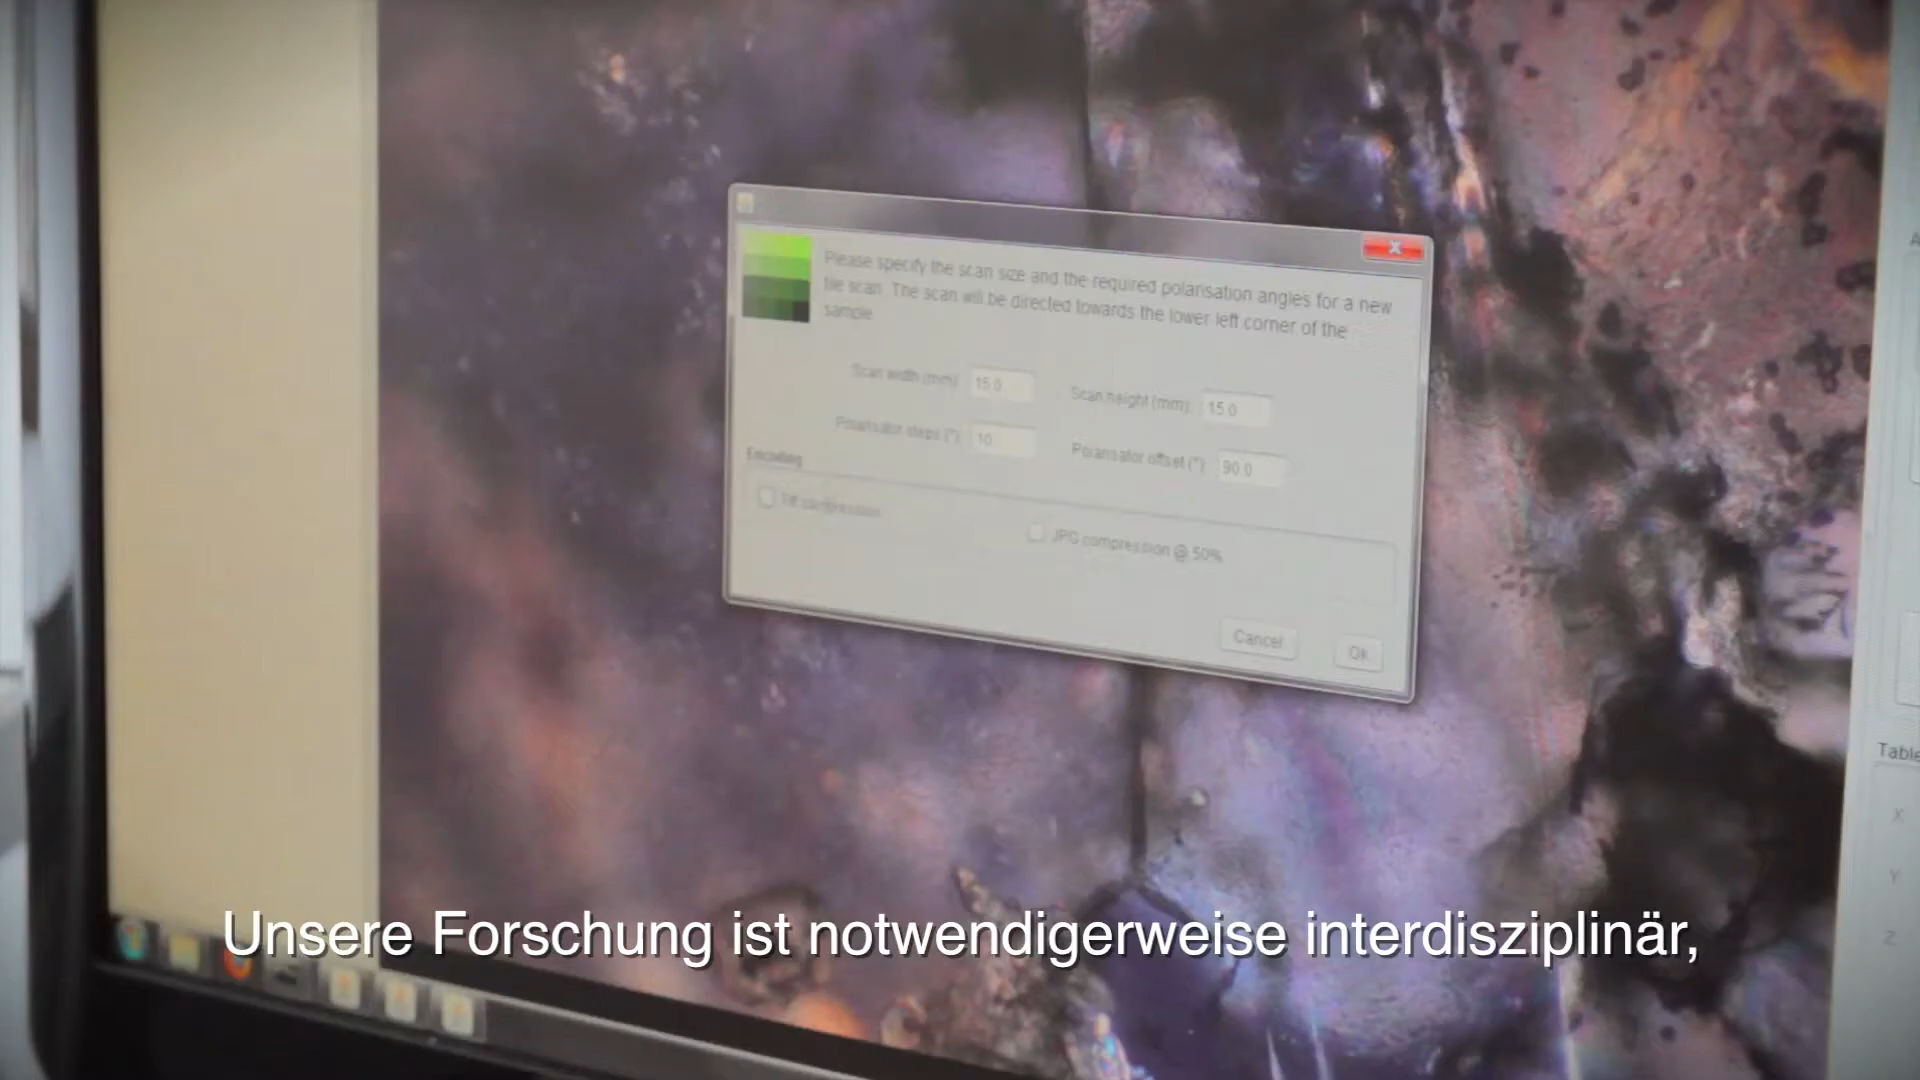 Please specify the scan size and the required polarisation angles for a new
tile scan. The scan will be directed towards the lower left corner of the
sample
Scan width (mm): 15.0
Scan height (mm): 15.0
Polarisator steps (°): 10
Polarisator offset (°): 90.0
Encoding
compression
JPG compression @ 50%
Cancel
Ok
Table
X
Y
Z
Unsere Forschung ist notwendigerweise interdisziplinär,